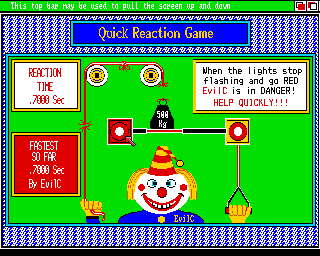 This top bar may be used to pull the screen up and down
Quick Reaction Game
REACTION
TIME
.7000 Sec
When the lights stop
flashing and go RED
EvilC is in DANGER!
HELP QUICKLY!!!
500
Kg
FASTEST
SO FAR
.7000 Sec
By EvilC
EvilC